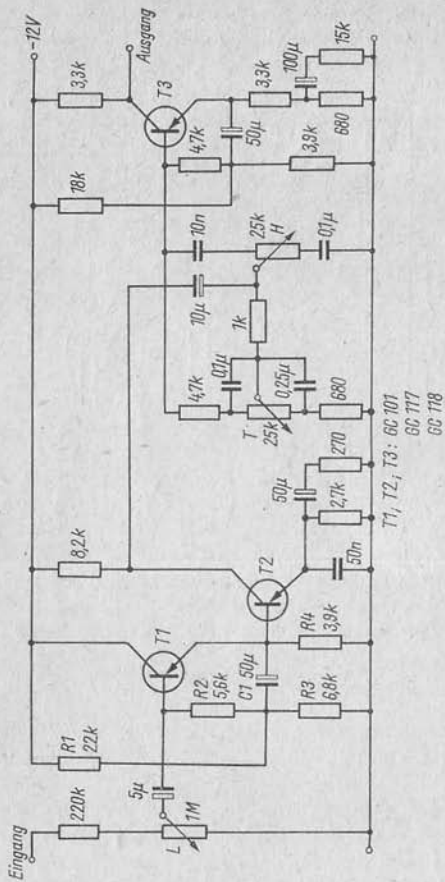 Eingang
220k
L
1M
5µ
R1
22k
R2
5,6k
C1
50µ
R3
6,8k
T1
R4
3,9k
T2
8,2k
50n
2,7k
50µ
270
10µ
4,7k
T
25k
0,1µ
0,25µ
680
1k
10n
25k
H
0,1µ
18k
4,7k
50µ
3,9k
3,3k
T3
−12V
Ausgang
3,3k
100µ
680
15k
T1; T2; T3: GC 101
GC 117
GC 118